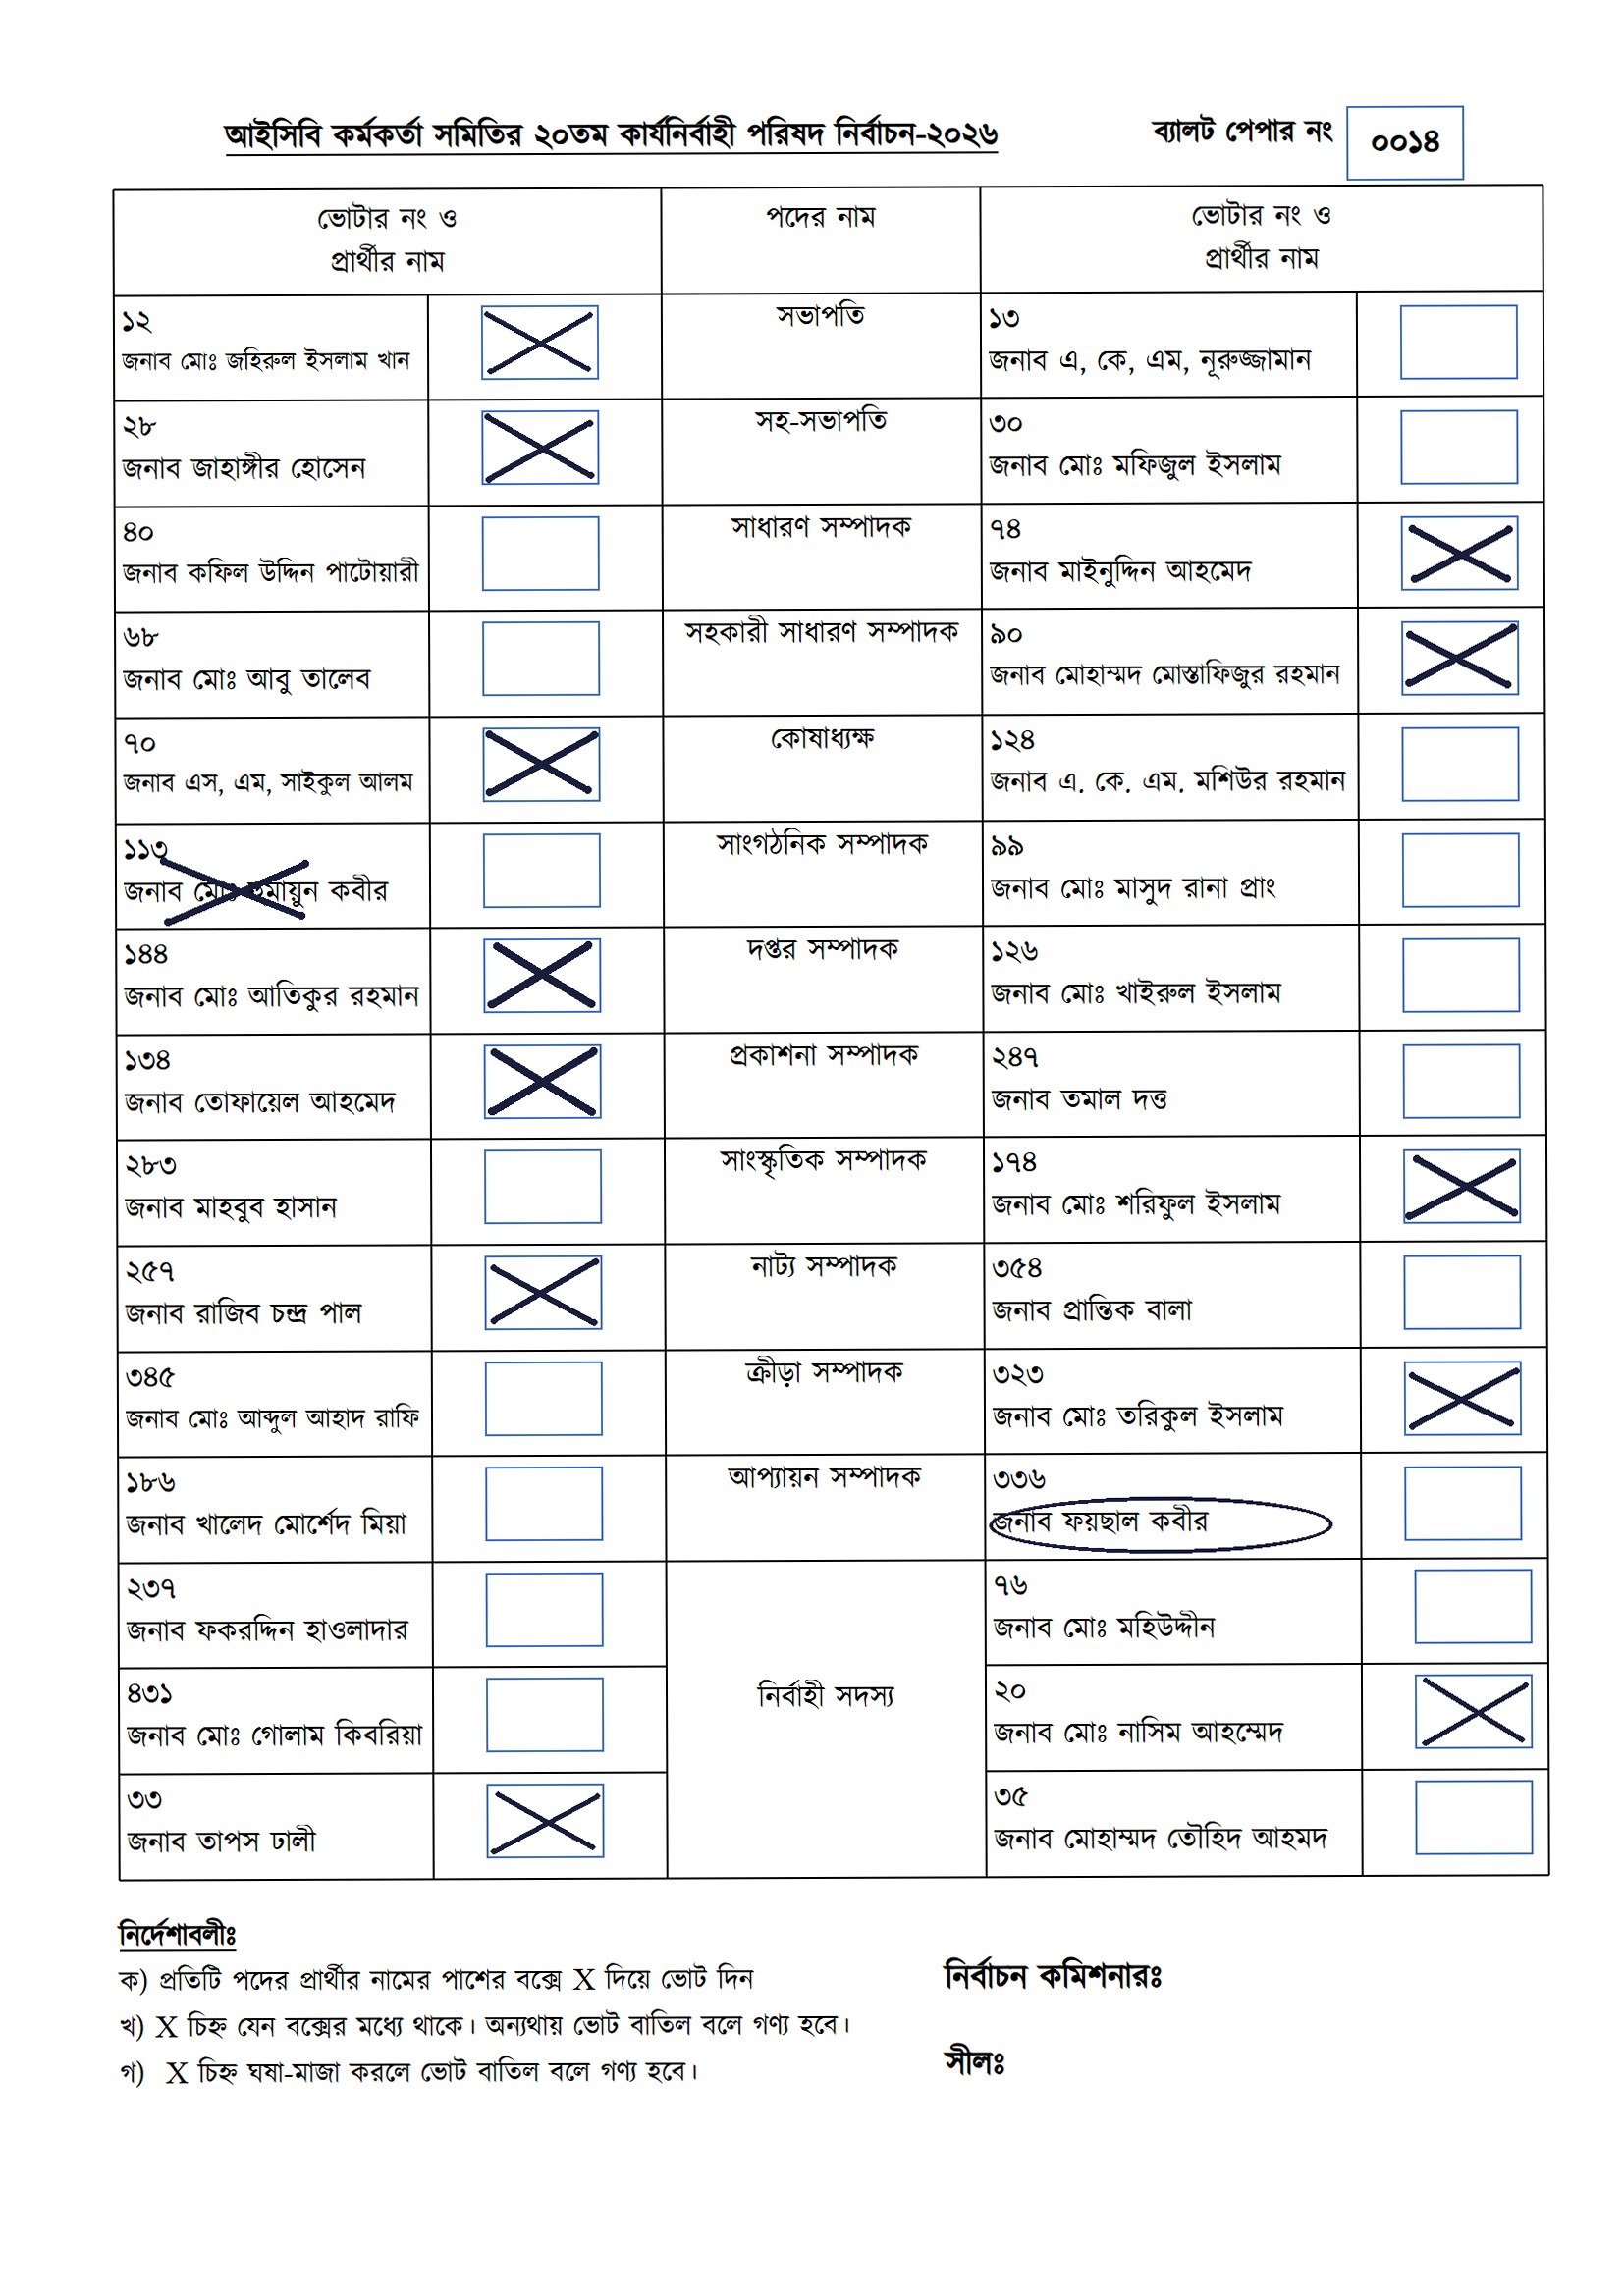 আইসিবি কর্মকর্তা সমিতির ২০তম কার্যনির্বাহী পরিষদ নির্বাচন-২০২৬
ব্যালট পেপার নং ০০১৪
ভোটার নং ও
প্রার্থীর নাম
পদের নাম
ভোটার নং ও
প্রার্থীর নাম
১২
জনাব মোঃ জহিরুল ইসলাম খান
সভাপতি
১৩
জনাব এ, কে, এম, নূরুজ্জামান
২৮
জনাব জাহাঙ্গীর হোসেন
সহ-সভাপতি
৩০
জনাব মোঃ মফিজুল ইসলাম
৪০
জনাব কফিল উদ্দিন পাটোয়ারী
সাধারণ সম্পাদক
৭৪
জনাব মাইনুদ্দিন আহমেদ
৬৮
জনাব মোঃ আবু তালেব
সহকারী সাধারণ সম্পাদক
৯০
জনাব মোহাম্মদ মোস্তাফিজুর রহমান
৭০
জনাব এস, এম, সাইকুল আলম
কোষাধ্যক্ষ
১২৪
জনাব এ. কে. এম. মশিউর রহমান
১১৩
জনাব মোঃ হুমায়ুন কবীর
সাংগঠনিক সম্পাদক
৯৯
জনাব মোঃ মাসুদ রানা প্রাং
১৪৪
জনাব মোঃ আতিকুর রহমান
দপ্তর সম্পাদক
১২৬
জনাব মোঃ খাইরুল ইসলাম
১৩৪
জনাব তোফায়েল আহমেদ
প্রকাশনা সম্পাদক
২৪৭
জনাব তমাল দত্ত
২৮৩
জনাব মাহবুব হাসান
সাংস্কৃতিক সম্পাদক
১৭৪
জনাব মোঃ শরিফুল ইসলাম
২৫৭
জনাব রাজিব চন্দ্র পাল
নাট্য সম্পাদক
৩৫৪
জনাব প্রান্তিক বালা
৩৪৫
জনাব মোঃ আব্দুল আহাদ রাফি
ক্রীড়া সম্পাদক
৩২৩
জনাব মোঃ তরিকুল ইসলাম
১৮৬
জনাব খালেদ মোর্শেদ মিয়া
আপ্যায়ন সম্পাদক
৩৩৬
জনাব ফয়ছাল কবীর
২৩৭
জনাব ফকরদ্দিন হাওলাদার
৭৬
জনাব মোঃ মহিউদ্দীন
৪৩১
জনাব মোঃ গোলাম কিবরিয়া
নির্বাহী সদস্য
২০
জনাব মোঃ নাসিম আহম্মেদ
৩৩
জনাব তাপস ঢালী
৩৫
জনাব মোহাম্মদ তৌহিদ আহমদ
নির্দেশাবলীঃ
ক) প্রতিটি পদের প্রার্থীর নামের পাশের বক্সে X দিয়ে ভোট দিন
খ) X চিহ্ন যেন বক্সের মধ্যে থাকে। অন্যথায় ভোট বাতিল বলে গণ্য হবে।
গ) X চিহ্ন ঘষা-মাজা করলে ভোট বাতিল বলে গণ্য হবে।
নির্বাচন কমিশনারঃ
সীলঃ